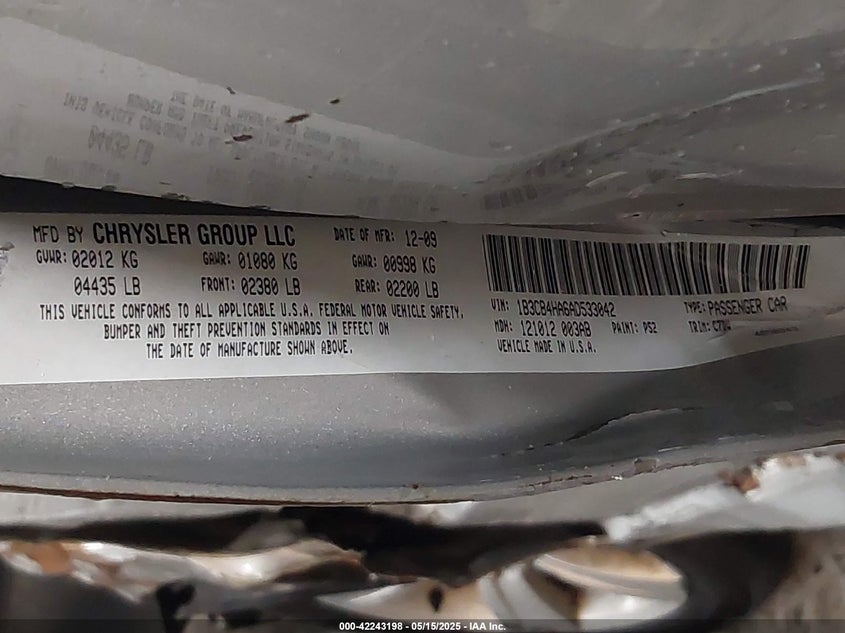 MFD BY CHRYSLER GROUP LLC DATE OF MFR: 12-09
GVWR: 02012 KG GAWR: 01080 KG GAWR: 00998 KG
04435 LB FRONT: 02380 LB REAR: 02200 LB
THIS VEHICLE CONFORMS TO ALL APPLICABLE U.S.A. FEDERAL MOTOR VEHICLE SAFETY,
BUMPER AND THEFT PREVENTION STANDARDS IN EFFECT ON
THE DATE OF MANUFACTURE SHOWN ABOVE.
VIN: 1B3CB4HA6AD533042 TYPE: PASSENGER CAR
MDH: 121012 003AB PAINT: PS2 TRIM:
VEHICLE MADE IN U.S.A.
000-42243198 - 05/15/2025 - IAA Inc.